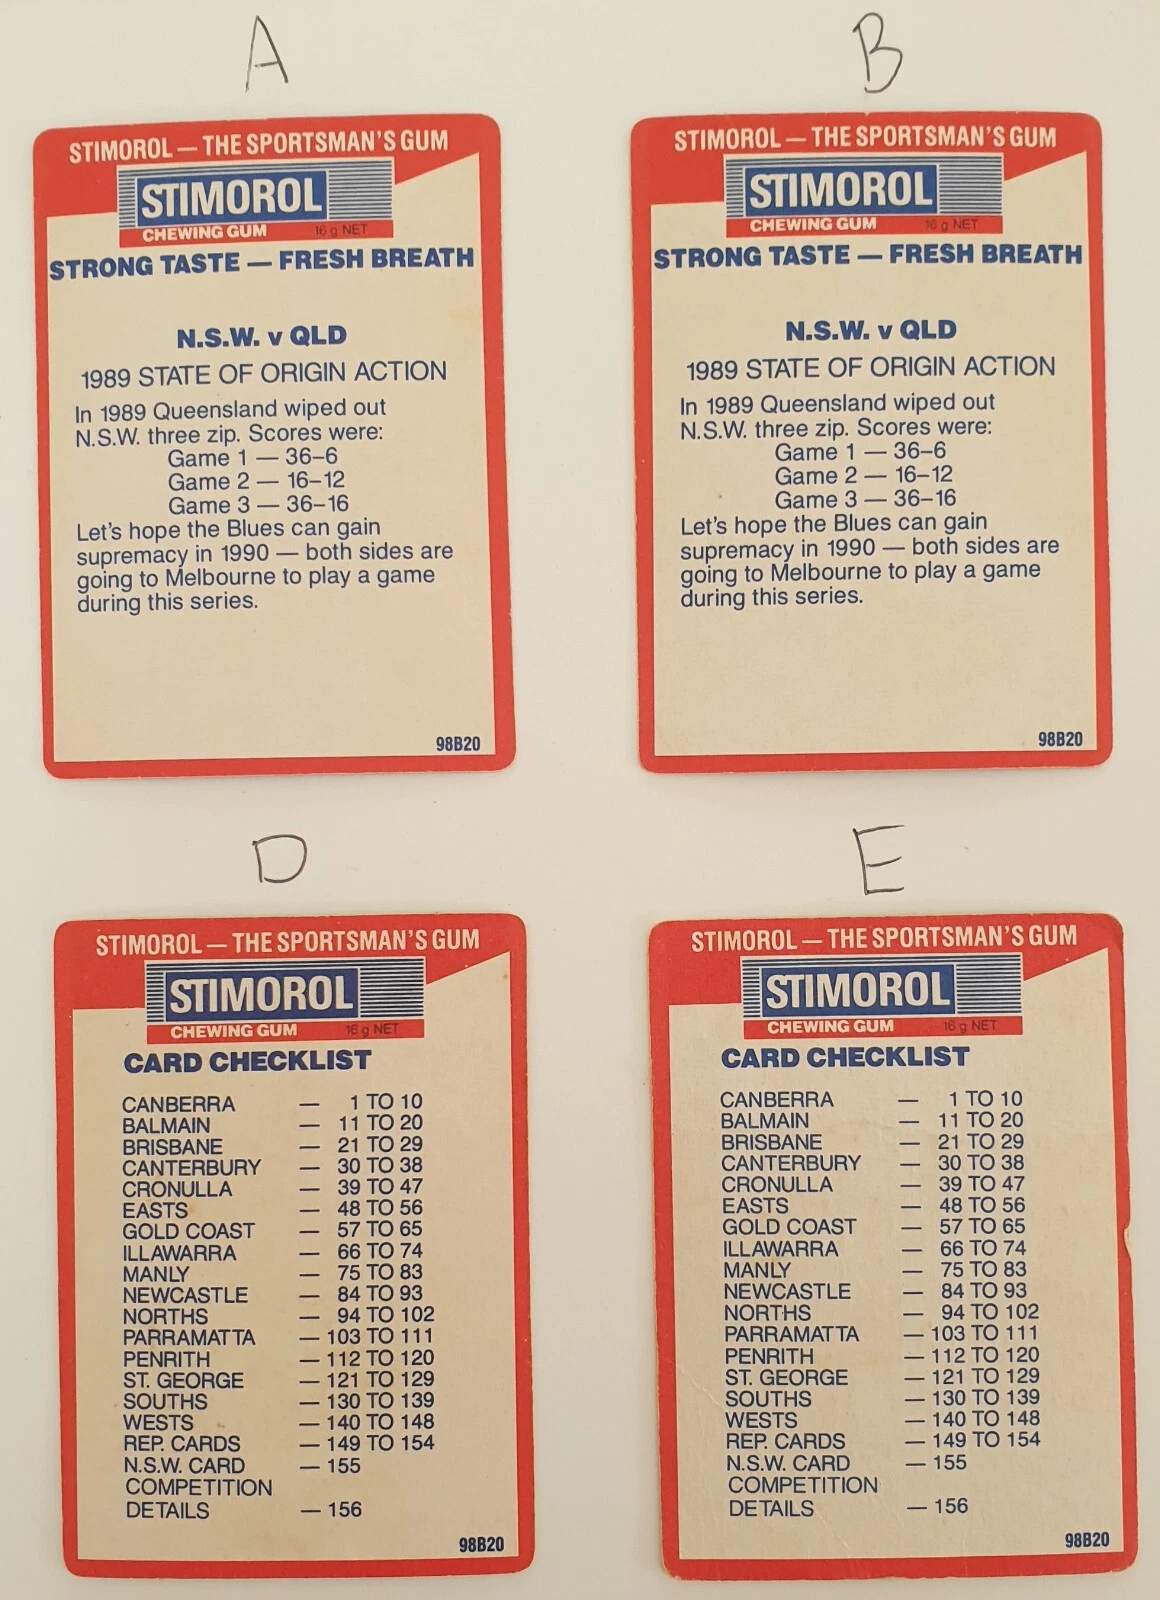 A
STIMOROL — THE SPORTSMAN'S GUM
STIMOROL
CHEWING GUM 16 g NET
STRONG TASTE — FRESH BREATH
N.S.W. v QLD
1989 STATE OF ORIGIN ACTION
In 1989 Queensland wiped out
N.S.W. three zip. Scores were:
Game 1 — 36–6
Game 2 — 16–12
Game 3 — 36–16
Let's hope the Blues can gain
supremacy in 1990 — both sides are
going to Melbourne to play a game
during this series.
98B20
B
STIMOROL — THE SPORTSMAN'S GUM
STIMOROL
CHEWING GUM 16 g NET
STRONG TASTE — FRESH BREATH
N.S.W. v QLD
1989 STATE OF ORIGIN ACTION
In 1989 Queensland wiped out
N.S.W. three zip. Scores were:
Game 1 — 36–6
Game 2 — 16–12
Game 3 — 36–16
Let's hope the Blues can gain
supremacy in 1990 — both sides are
going to Melbourne to play a game
during this series.
98B20
D
STIMOROL — THE SPORTSMAN'S GUM
STIMOROL
CHEWING GUM 16 g NET
CARD CHECKLIST
CANBERRA — 1 TO 10
BALMAIN — 11 TO 20
BRISBANE — 21 TO 29
CANTERBURY — 30 TO 38
CRONULLA — 39 TO 47
EASTS — 48 TO 56
GOLD COAST — 57 TO 65
ILLAWARRA — 66 TO 74
MANLY — 75 TO 83
NEWCASTLE — 84 TO 93
NORTHS — 94 TO 102
PARRAMATTA — 103 TO 111
PENRITH — 112 TO 120
ST. GEORGE — 121 TO 129
SOUTHS — 130 TO 139
WESTS — 140 TO 148
REP. CARDS — 149 TO 154
N.S.W. CARD — 155
COMPETITION
DETAILS — 156
98B20
E
STIMOROL — THE SPORTSMAN'S GUM
STIMOROL
CHEWING GUM 16 g NET
CARD CHECKLIST
CANBERRA — 1 TO 10
BALMAIN — 11 TO 20
BRISBANE — 21 TO 29
CANTERBURY — 30 TO 38
CRONULLA — 39 TO 47
EASTS — 48 TO 56
GOLD COAST — 57 TO 65
ILLAWARRA — 66 TO 74
MANLY — 75 TO 83
NEWCASTLE — 84 TO 93
NORTHS — 94 TO 102
PARRAMATTA — 103 TO 111
PENRITH — 112 TO 120
ST. GEORGE — 121 TO 129
SOUTHS — 130 TO 139
WESTS — 140 TO 148
REP. CARDS — 149 TO 154
N.S.W. CARD — 155
COMPETITION
DETAILS — 156
98B20